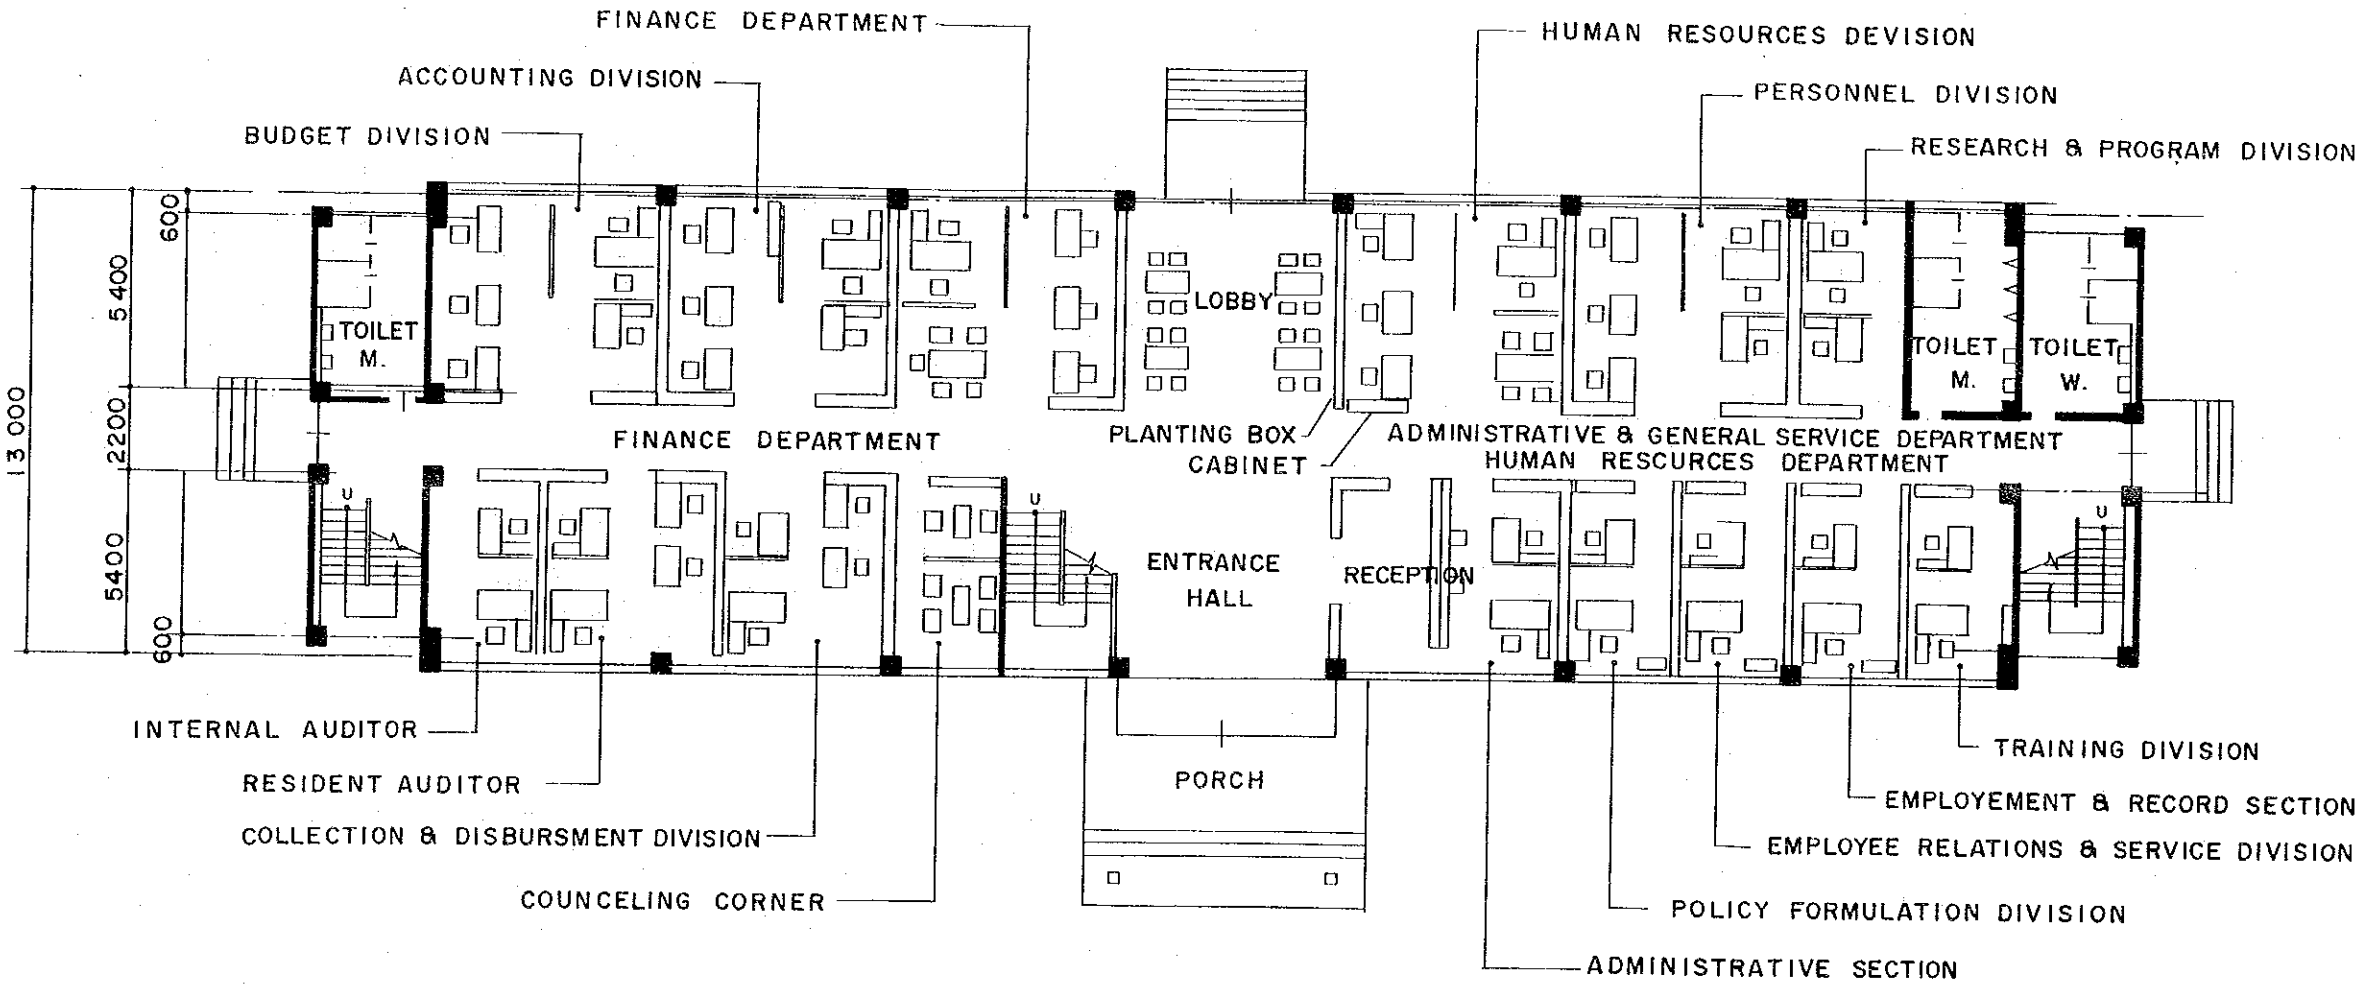 FINANCE DEPARTMENT
HUMAN RESOURCES DEVISION
ACCOUNTING DIVISION
PERSONNEL DIVISION
BUDGET DIVISION
RESEARCH & PROGRAM DIVISION
600
5400
2200
13 000
5400
600
TOILET
M.
LOBBY
TOILET
M.
TOILET
W.
FINANCE DEPARTMENT
PLANTING BOX
CABINET
ADMINISTRATIVE & GENERAL SERVICE DEPARTMENT
HUMAN RESCURCES DEPARTMENT
U
U
U
ENTRANCE
HALL
RECEPTION
INTERNAL AUDITOR
RESIDENT AUDITOR
COLLECTION & DISBURSMENT DIVISION
COUNCELING CORNER
PORCH
TRAINING DIVISION
EMPLOYEMENT & RECORD SECTION
EMPLOYEE RELATIONS & SERVICE DIVISION
POLICY FORMULATION DIVISION
ADMINISTRATIVE SECTION